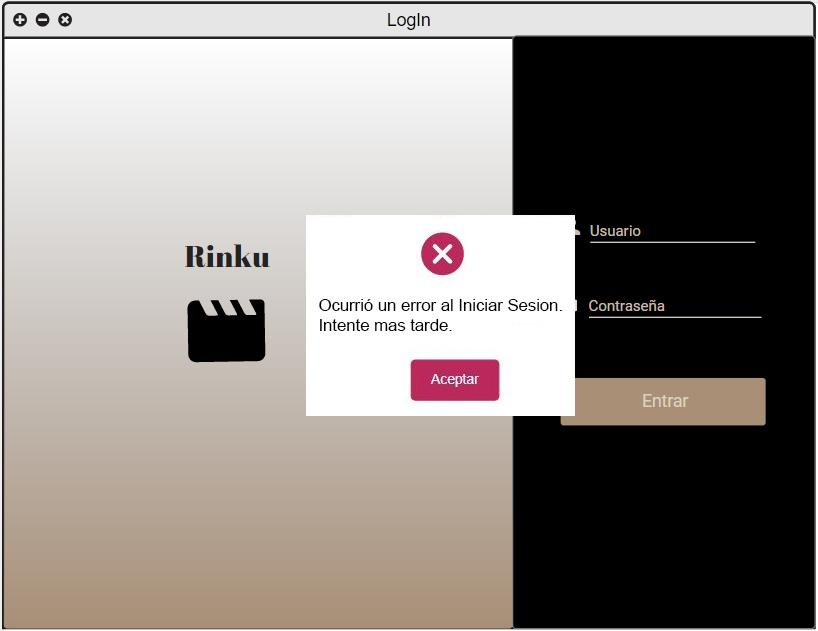 LogIn
Rinku
Usuario
Contraseña
Entrar
Ocurrió un error al Iniciar Sesion.
Intente mas tarde.
Aceptar